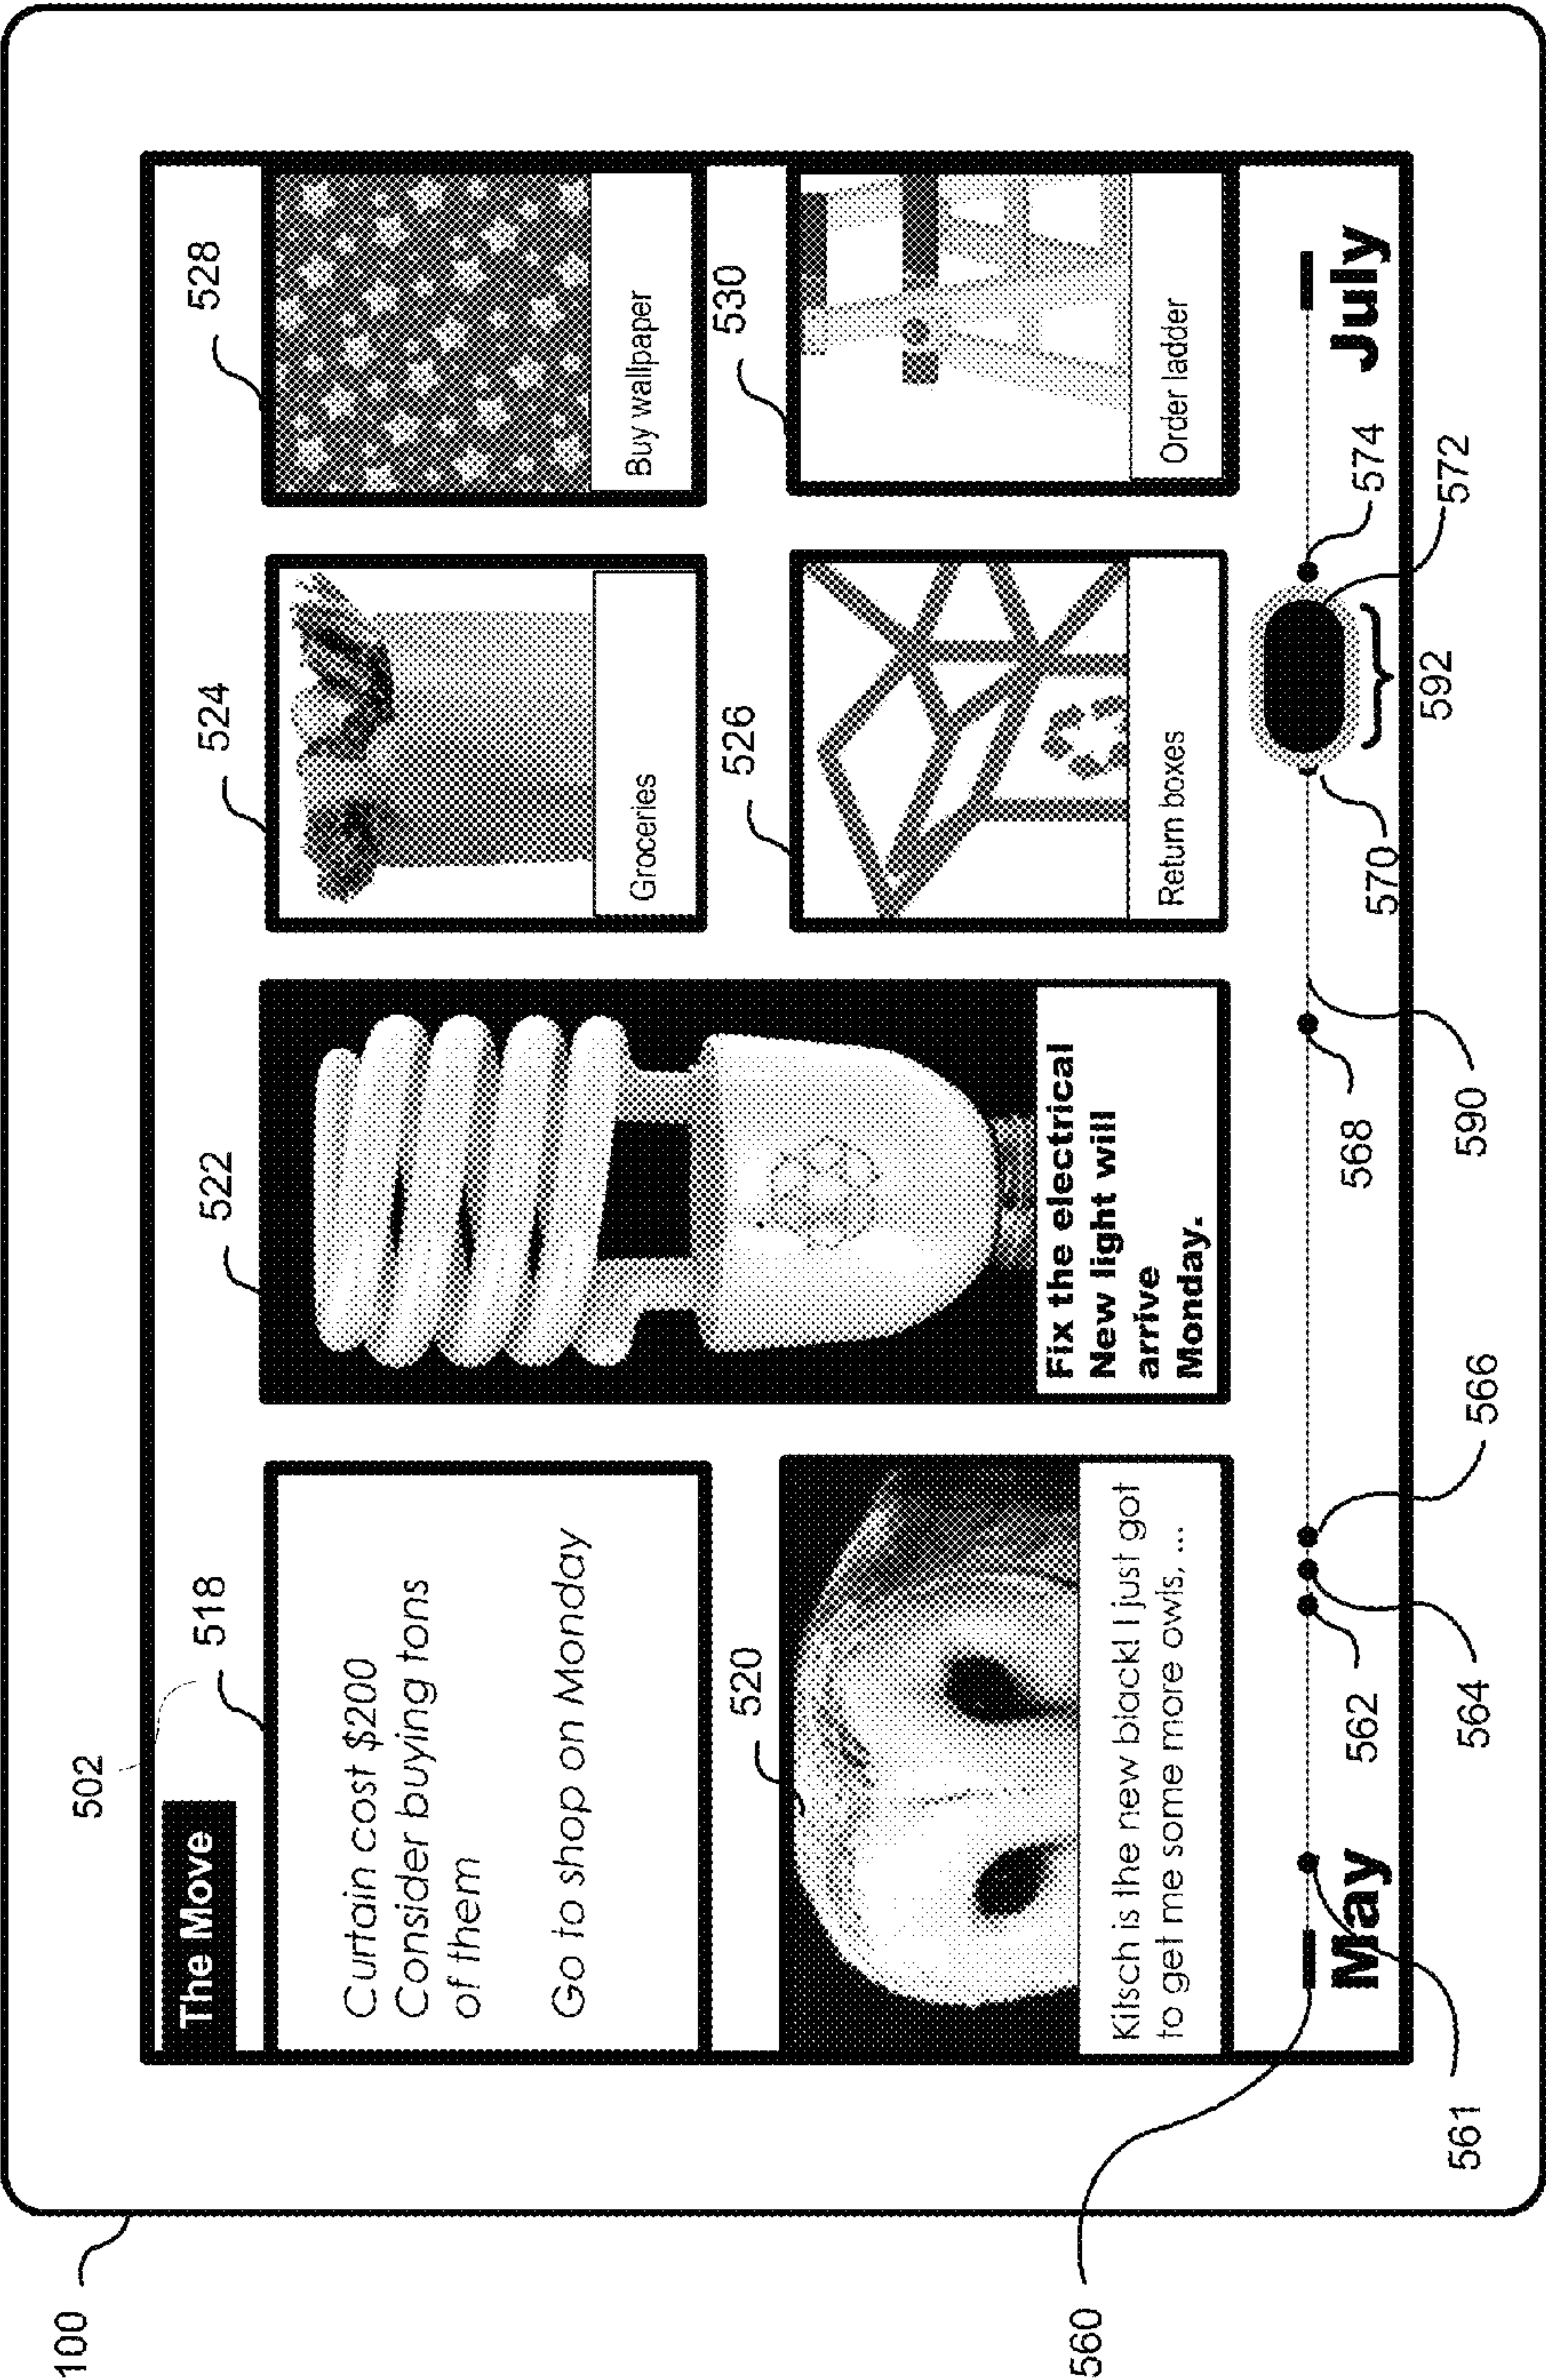 100
502
The Move
518
Curtain cost $200
Consider buying tons
of them
Go to shop on Monday
520
Kitsch is the new black! I just got
to get me some more owls, ...
522
Fix the electrical
New light will
arrive
Monday.
524
Groceries
526
Return boxes
528
Buy wallpaper
530
Order ladder
May
July
560
561
562
564
566
568
590
570
592
572
574